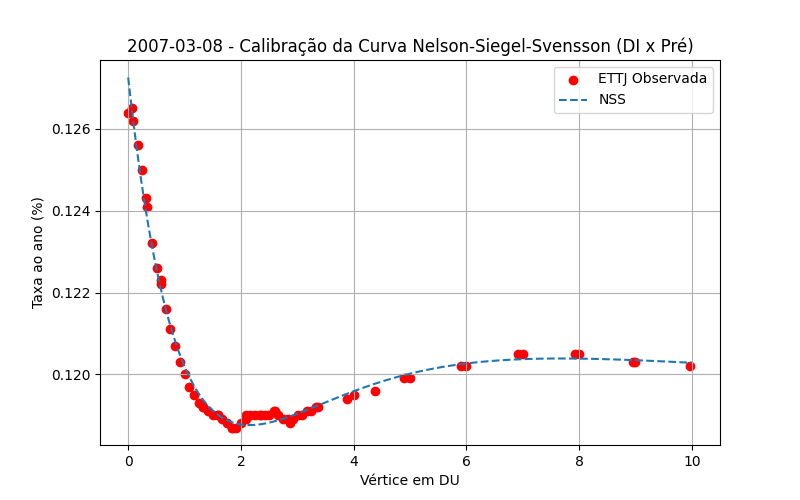 2007-03-08 - Calibração da Curva Nelson-Siegel-Svensson (DI x Pré)
ETTJ Observada
NSS
Taxa ao ano (%)
0.126
0.124
0.122
0.120
0 2 4 6 8 10
Vértice em DU